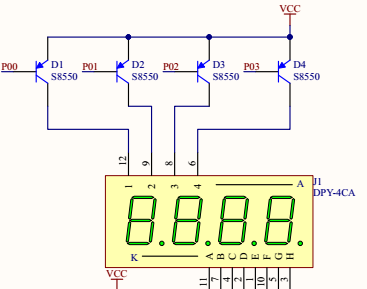 VCC
P00
D1
S8550
P01
D2
S8550
P02
D3
S8550
P03
D4
S8550
12
9
8
6
1
2
3
4
A
J1
DPY-4CA
K
A
B
C
D
E
F
G
H
VCC
11
7
4
2
1
10
5
3